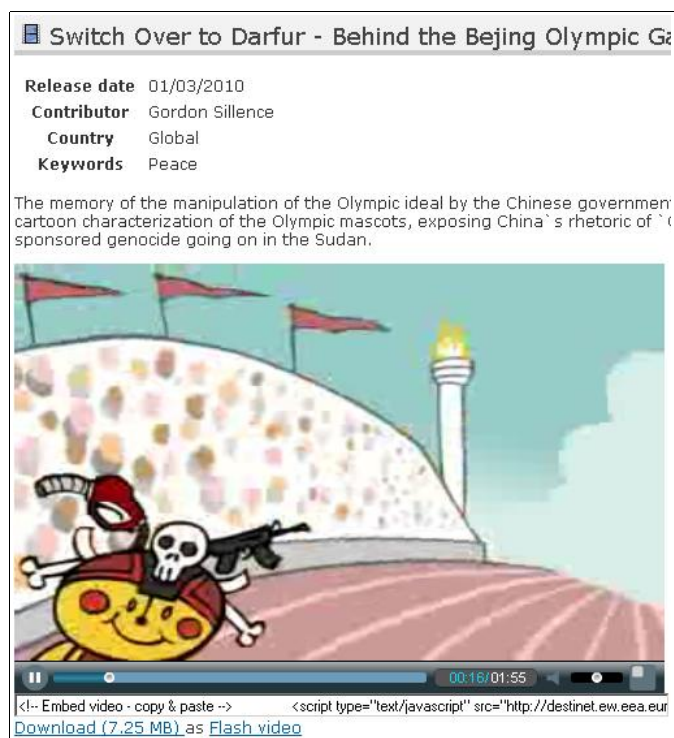 Switch Over to Darfur - Behind the Bejing Olympic
Release date 01/03/2010
Contributor Gordon Sillence
Country Global
Keywords Peace
The memory of the manipulation of the Olympic ideal by the Chinese governmen
cartoon characterization of the Olympic mascots, exposing China`s rhetoric of `
sponsored genocide going on in the Sudan.
00:16/01:55
<!-- Embed video - copy & paste --> <script type="text/javascript" src="http://destinet.ew.eea.eur
Download (7.25 MB) as Flash video